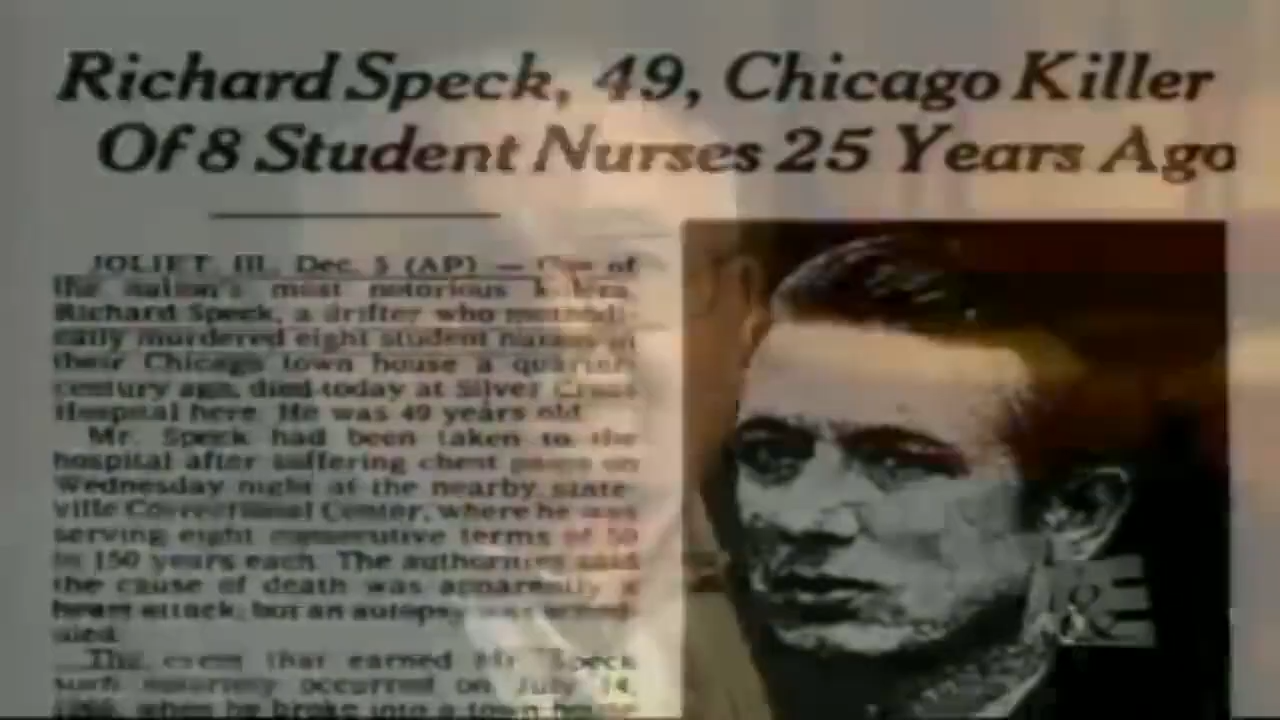 Richard Speck, 49, Chicago Killer
Of 8 Student Nurses 25 Years Ago
JOLIET, Ill., Dec. 5 (AP) — One of
the nation's most notorious killers,
Richard Speck, a drifter who methodi-
cally murdered eight student nurses in
their Chicago town house a quarter-
century ago, died today at Silver Cross
Hospital here. He was 49 years old.
Mr. Speck had been taken to the
hospital after suffering chest pains on
Wednesday night at the nearby State-
ville Correctional Center, where he was
serving eight consecutive terms of 50
to 150 years each. The authorities said
the cause of death was apparently a
heart attack, but an autopsy was
The event that earned Mr. Speck
such notoriety occurred on July 14,
1966, when he broke into a town house
A&E